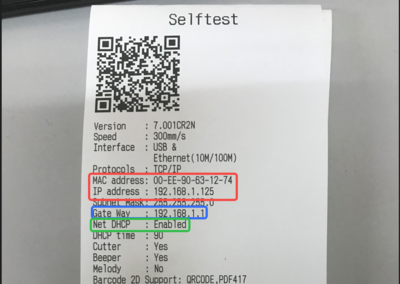 Selftest
Version : 7.001CR2N
Speed : 300mm/s
Interface : USB &
Ethernet(10M/100M)
Protocols : TCP/IP
MAC address: 00-EE-90-63-12-74
IP address : 192.168.1.125
Subnet Mask: 255.255.255.0
Gate Way : 192.168.1.1
Net DHCP : Enabled
DHCP time : 90
Cutter : Yes
Beeper : Yes
Melody : No
Barcode 2D Support: QRCODE,PDF417